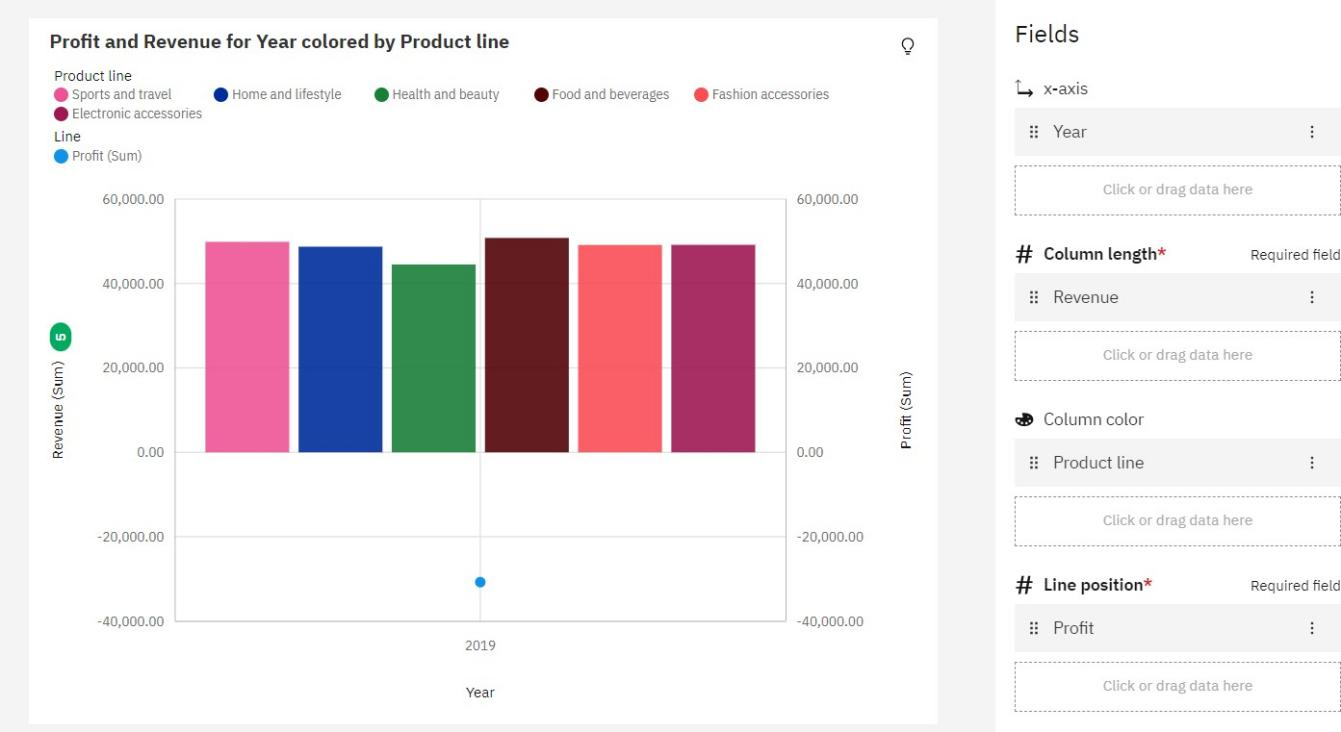 Profit and Revenue for Year colored by Product line
Product line
Sports and travel Home and lifestyle Health and beauty Food and beverages Fashion accessories
Electronic accessories
Line
Profit (Sum)
60,000.00 60,000.00
40,000.00 40,000.00
20,000.00 20,000.00
0.00 0.00
-20,000.00 -20,000.00
-40,000.00 -40,000.00
5
Revenue (Sum)
Profit (Sum)
2019
Year
Fields
x-axis
Year
Click or drag data here
# Column length* Required field
Revenue
Click or drag data here
Column color
Product line
Click or drag data here
# Line position* Required field
Profit
Click or drag data here